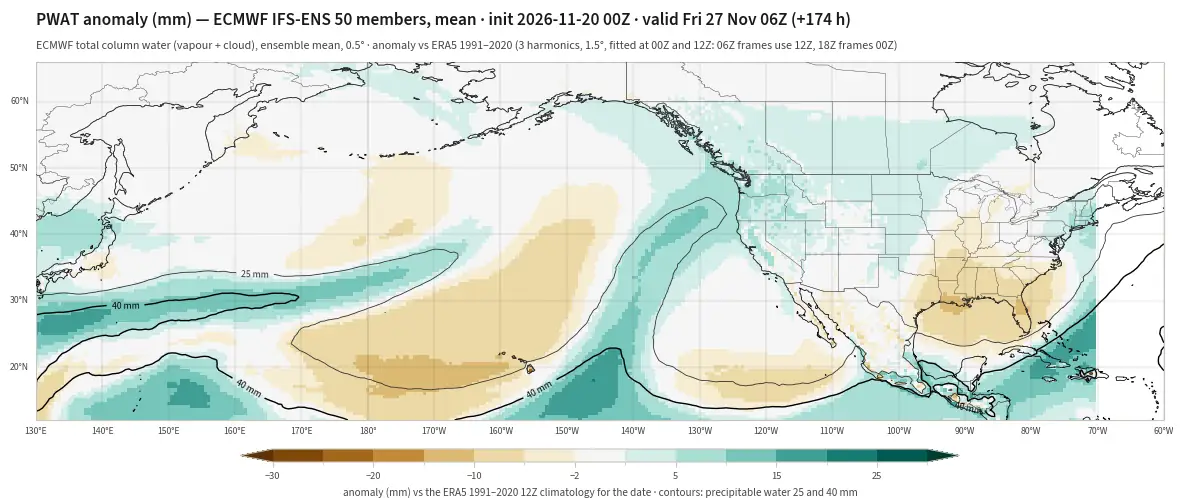 PWAT anomaly (mm) — ECMWF IFS-ENS 50 members, mean · init 2026-11-20 00Z · valid Fri 27 Nov 06Z (+174 h)
ECMWF total column water (vapour + cloud), ensemble mean, 0.5° · anomaly vs ERA5 1991–2020 (3 harmonics, 1.5°, fitted at 00Z and 12Z: 06Z frames use 12Z, 18Z frames 00Z)
60°N
50°N
40°N
30°N
20°N
25 mm
40 mm
40 mm
40 mm
40 mm
130°E 140°E 150°E 160°E 170°E 180° 170°W 160°W 150°W 140°W 130°W 120°W 110°W 100°W 90°W 80°W 70°W 60°W
−30 −20 −10 −2 5 15 25
anomaly (mm) vs the ERA5 1991–2020 12Z climatology for the date · contours: precipitable water 25 and 40 mm